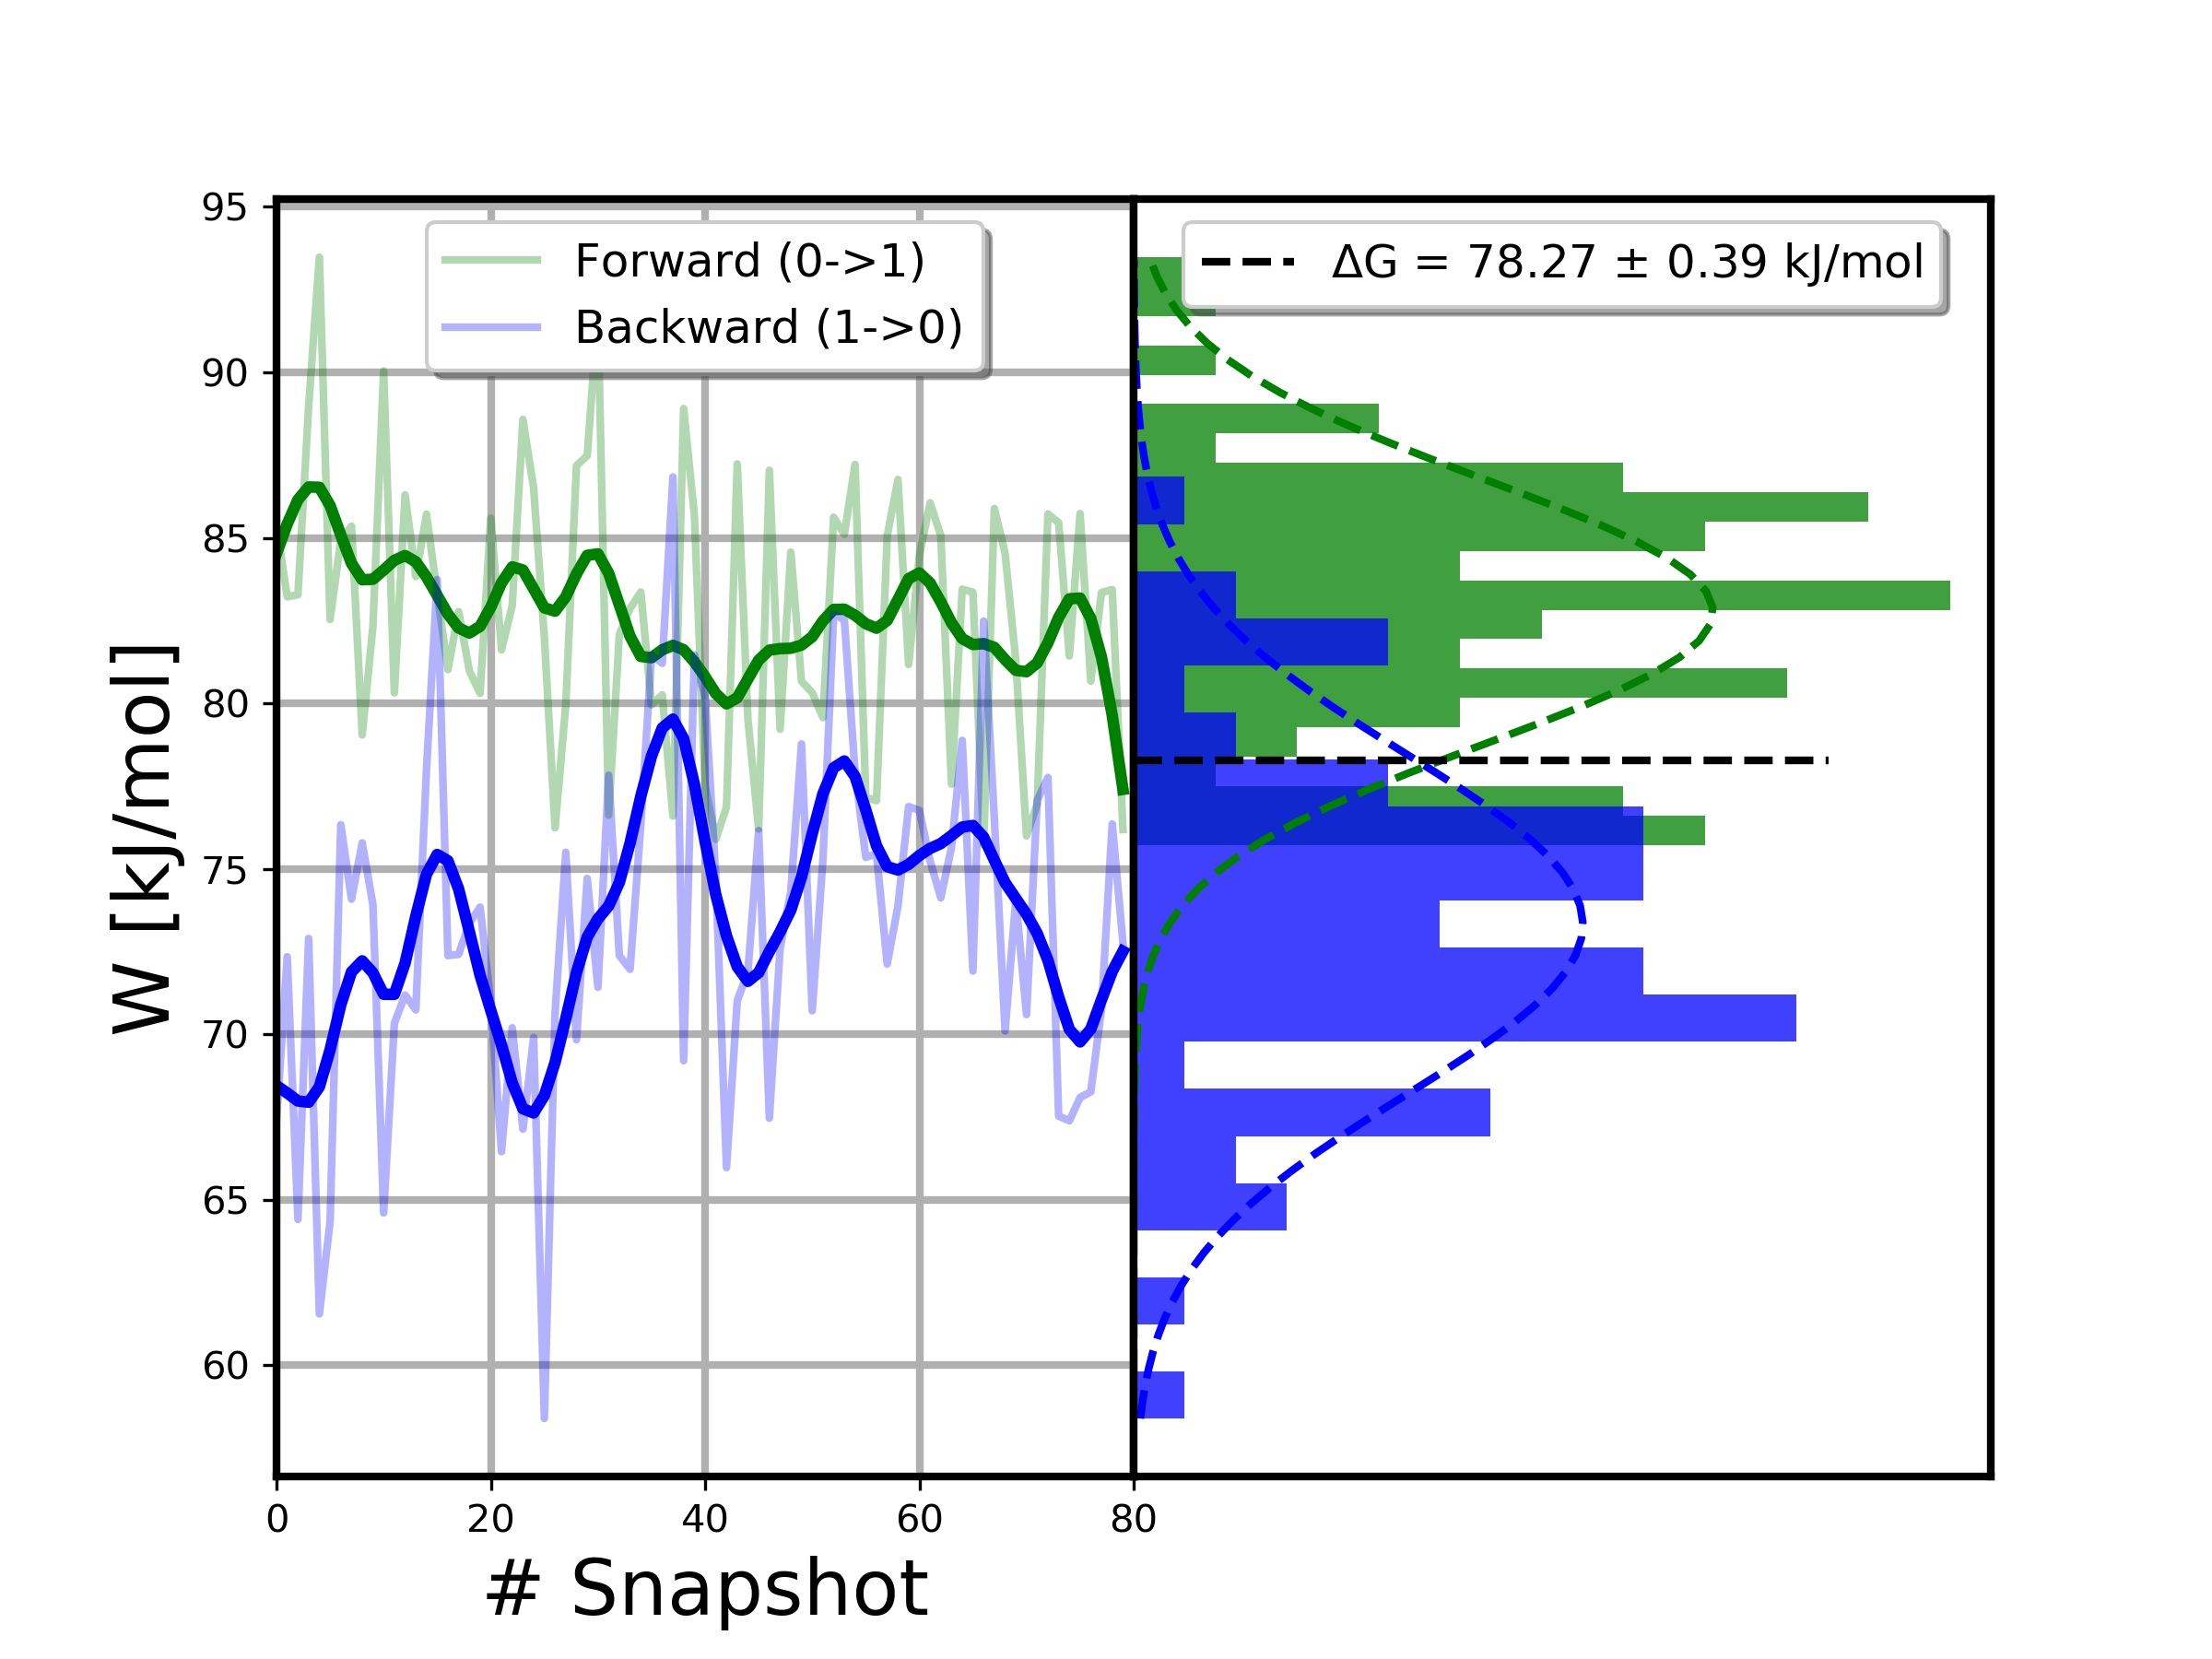 Forward (0->1)
Backward (1->0)
ΔG = 78.27 ± 0.39 kJ/mol
W [kJ/mol]
95
90
85
80
75
70
65
60
0 20 40 60 80
# Snapshot